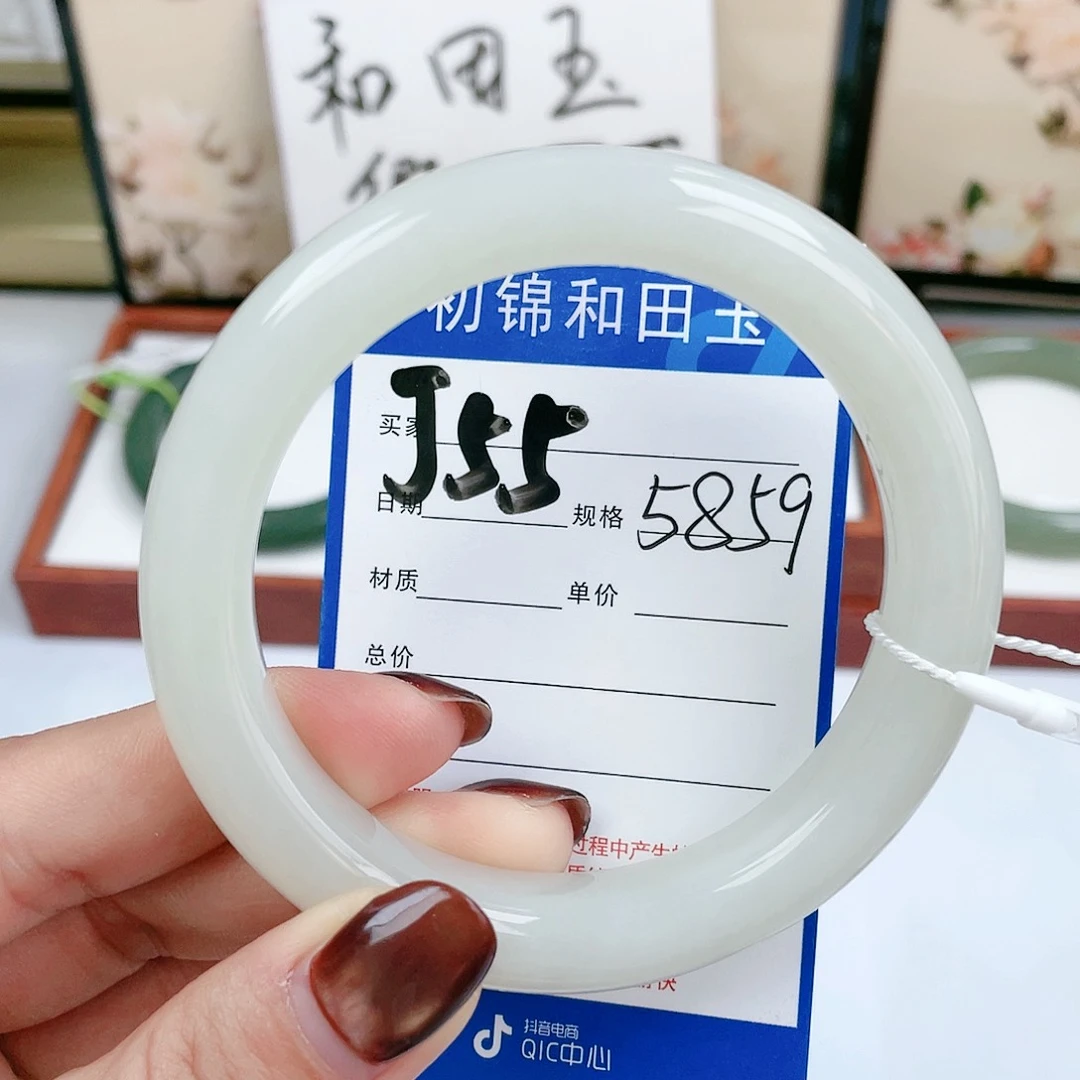 和田玉
初锦和田玉
买家 J55
日期 规格 5859
材质 单价
总价
过程中产生
抖音电商
QIC中心